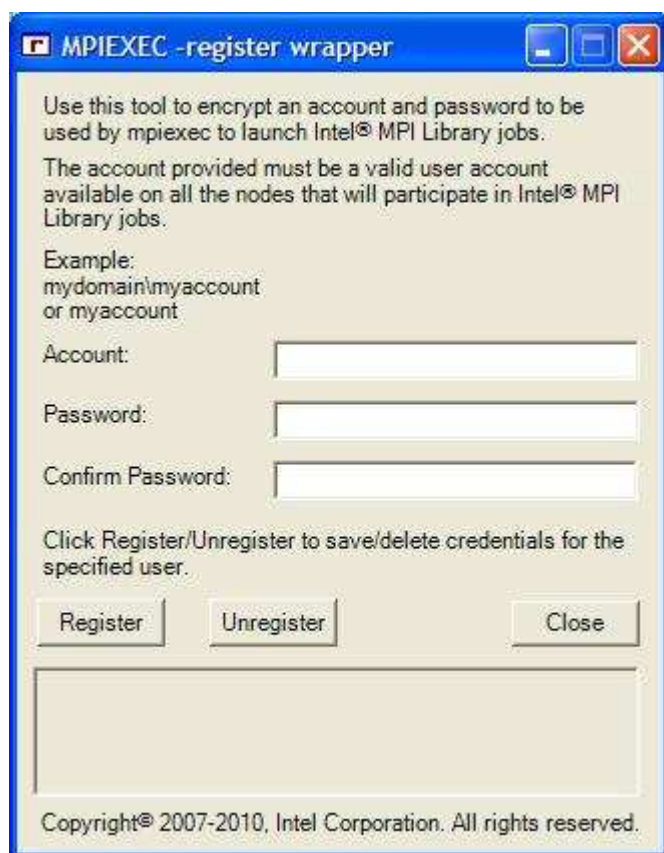 MPIEXEC -register wrapper
Use this tool to encrypt an account and password to be
used by mpiexec to launch Intel® MPI Library jobs.
The account provided must be a valid user account
available on all the nodes that will participate in Intel® MPI
Library jobs.
Example:
mydomain\myaccount
or myaccount
Account:
Password:
Confirm Password:
Click Register/Unregister to save/delete credentials for the
specified user.
Register Unregister Close
Copyright© 2007-2010, Intel Corporation. All rights reserved.